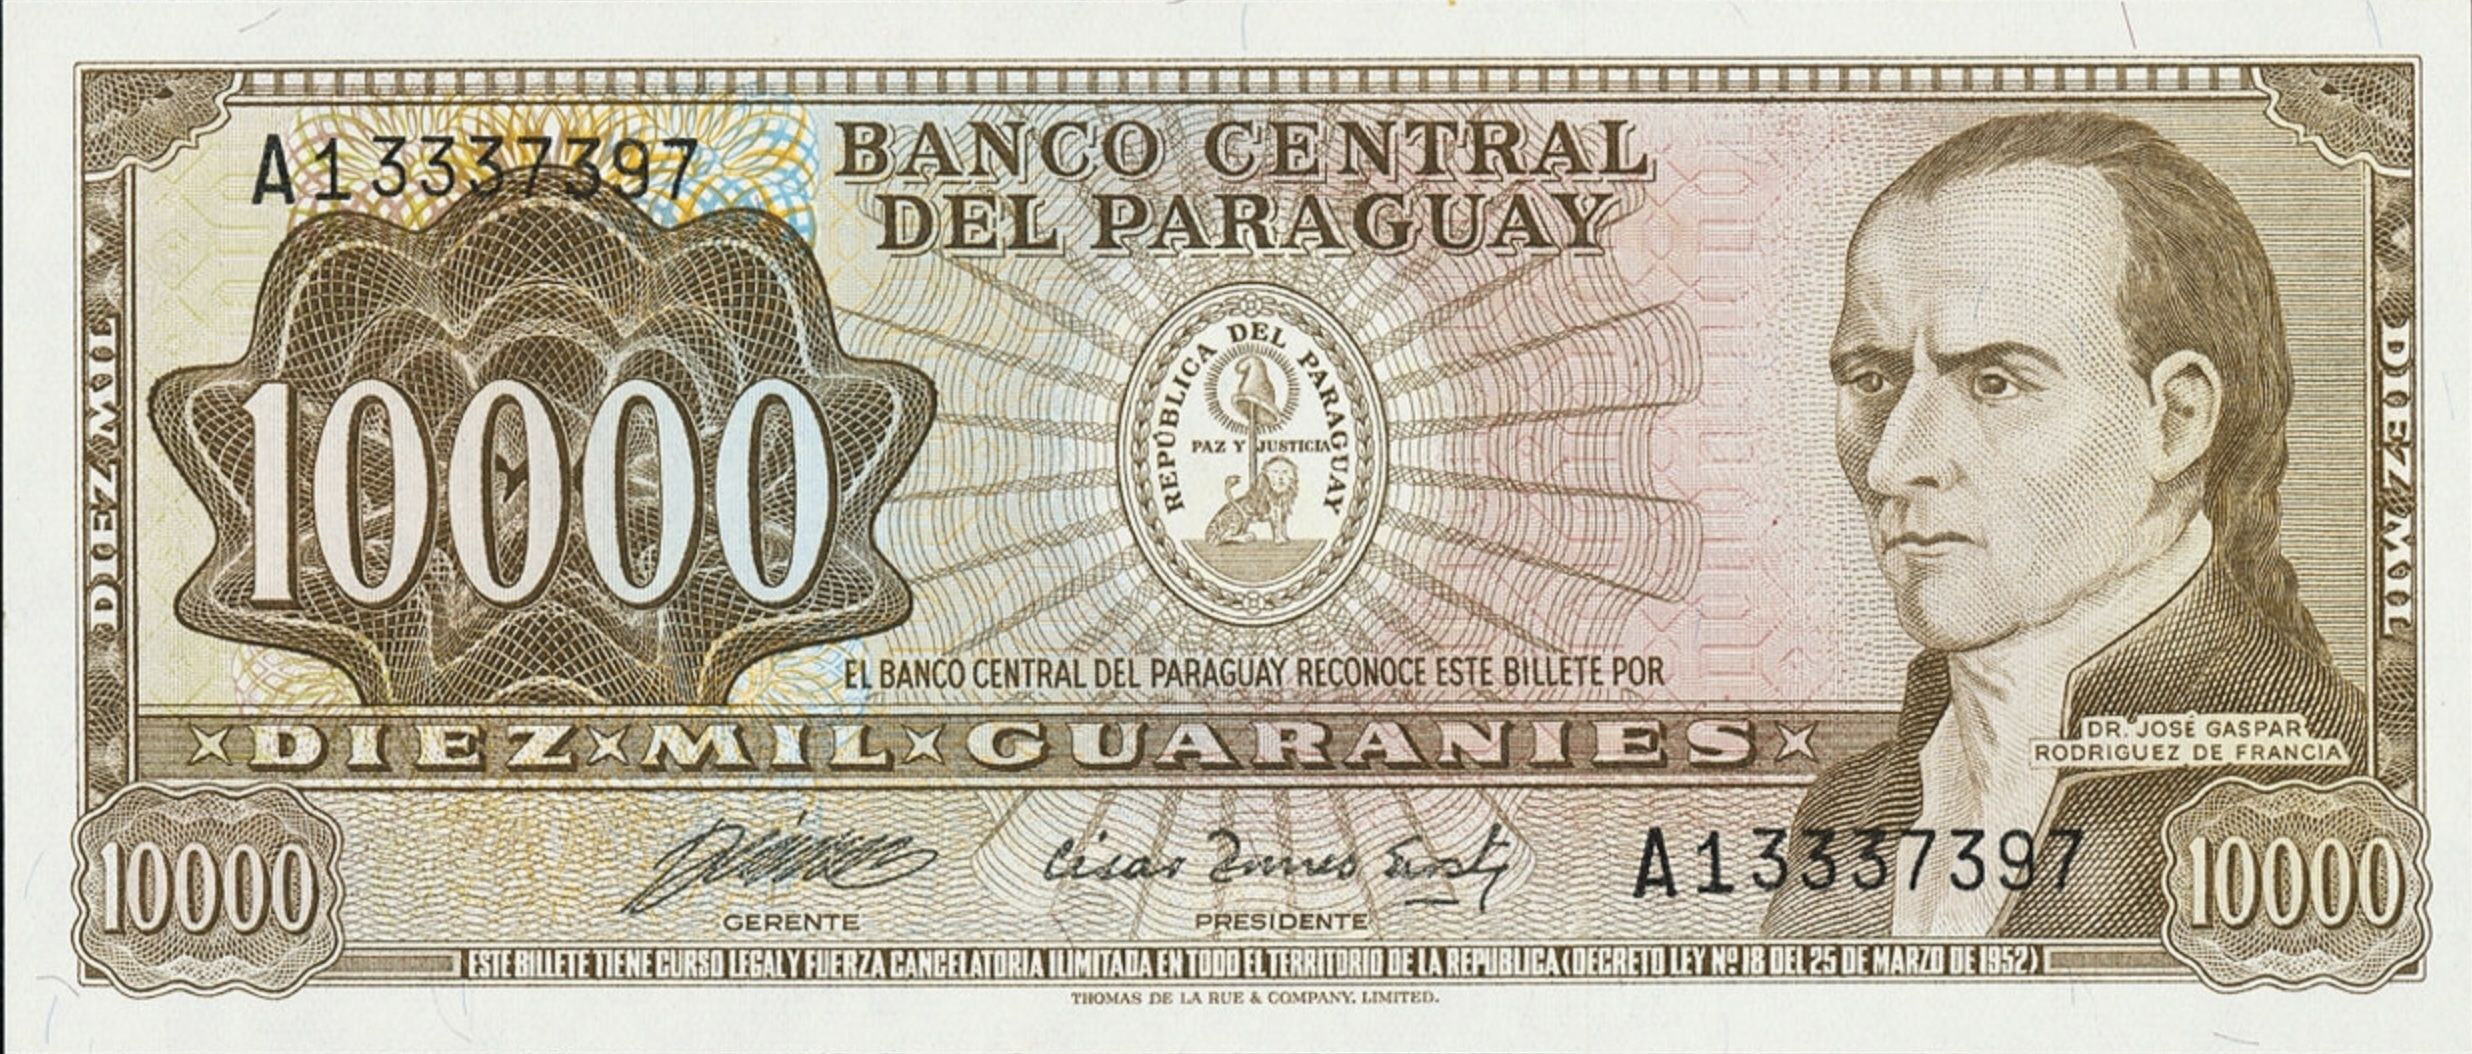 A13337397
BANCO CENTRAL
DEL PARAGUAY
REPÚBLICA DEL PARAGUAY
PAZ Y JUSTICIA
10000
DIEZ MIL
DIEZ MIL
EL BANCO CENTRAL DEL PARAGUAY RECONOCE ESTE BILLETE POR
DIEZ MIL GUARANIES
DR. JOSÉ GASPAR
RODRIGUEZ DE FRANCIA
10000
César
A13337397
10000
GERENTE
PRESIDENTE
ESTE BILLETE TIENE CURSO LEGAL Y FUERZA CANCELATORIA ILIMITADA EN TODO EL TERRITORIO DE LA REPUBLICA (DECRETO LEY Nº 18 DEL 25 DE MARZO DE 1952)
THOMAS DE LA RUE & COMPANY, LIMITED.